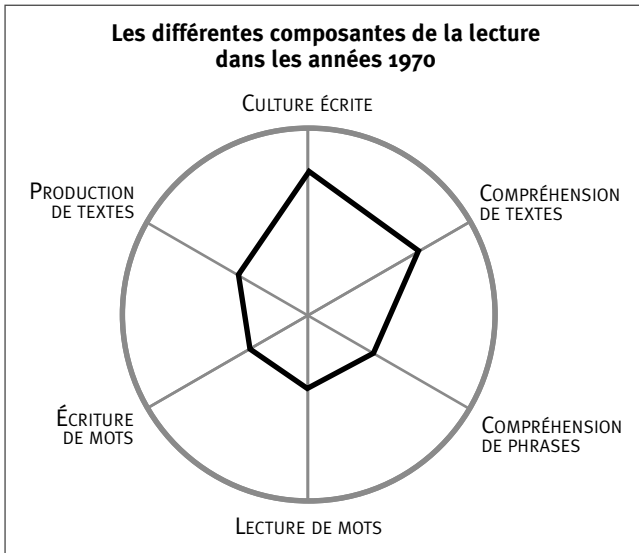 Les différentes composantes de la lecture
dans les années 1970
Culture écrite
Production
de textes
Compréhension
de textes
Écriture
de mots
Compréhension
de phrases
Lecture de mots